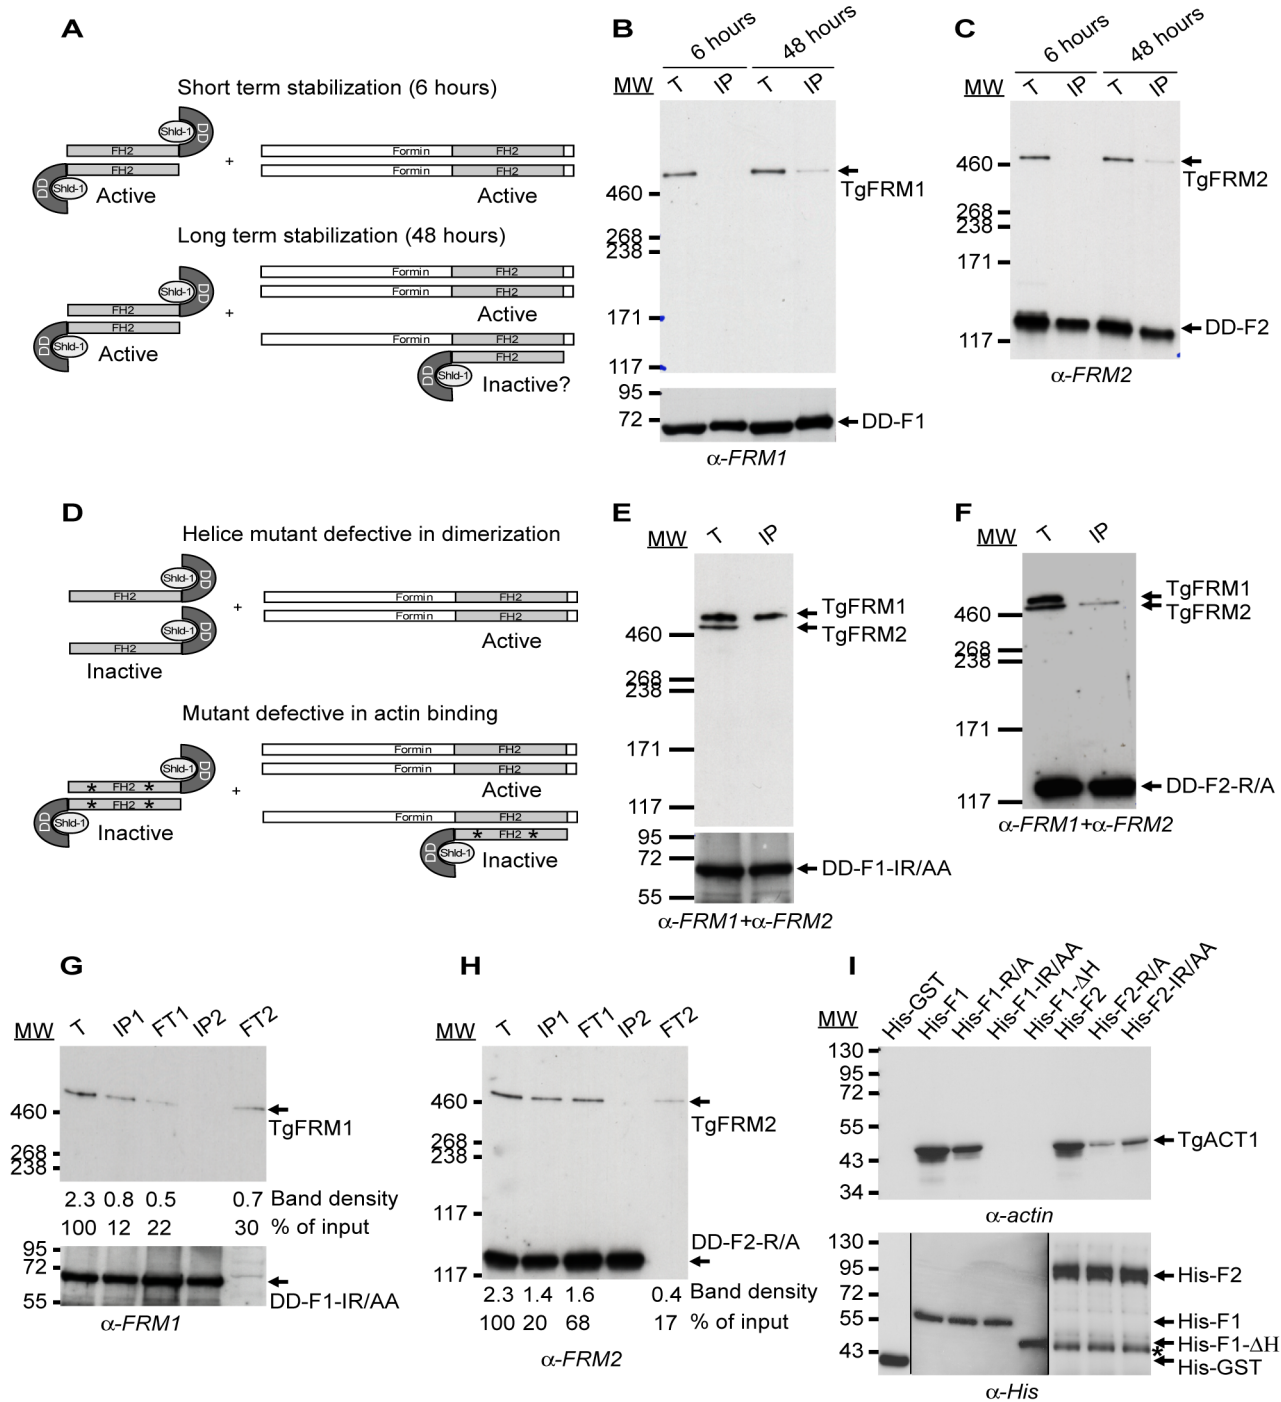 A
Short term stabilization (6 hours)
Shld-1
DD
FH2
FH2
DD
Shld-1
Active
+
Formin
FH2
Formin
FH2
Active
Long term stabilization (48 hours)
Shld-1
DD
FH2
FH2
DD
Shld-1
Active
+
Formin
FH2
Formin
FH2
Active
Formin
FH2
FH2
DD
Shld-1
Inactive?
B
6 hours
48 hours
MW
T
IP
T
IP
TgFRM1
460
268
238
171
117
95
72
DD-F1
α-FRM1
C
6 hours
48 hours
MW
T
IP
T
IP
460
TgFRM2
268
238
171
117
DD-F2
α-FRM2
D
Helice mutant defective in dimerization
Shld-1
DD
FH2
Shld-1
DD
FH2
Inactive
+
Formin
FH2
Formin
FH2
Active
Mutant defective in actin binding
Shld-1
DD
* FH2 *
* FH2 *
DD
Shld-1
Inactive
+
Formin
FH2
Formin
FH2
Active
Formin
FH2
* FH2 *
DD
Shld-1
Inactive
E
MW
T
IP
TgFRM1
TgFRM2
460
268
238
171
117
95
72
55
DD-F1-IR/AA
α-FRM1+α-FRM2
F
MW
T
IP
TgFRM1
TgFRM2
460
268
238
171
117
DD-F2-R/A
α-FRM1+α-FRM2
G
MW
T
IP1
FT1
IP2
FT2
460
TgFRM1
268
238
2.3 0.8 0.5 0.7 Band density
100 12 22 30 % of input
95
72
55
DD-F1-IR/AA
α-FRM1
H
MW
T
IP1
FT1
IP2
FT2
460
TgFRM2
268
238
117
DD-F2-R/A
117
2.3 1.4 1.6 0.4 Band density
100 20 68 17 % of input
α-FRM2
I
MW
His-GST
His-F1
His-F1-R/A
His-F1-IR/AA
His-F1-ΔH
His-F2
His-F2-R/A
His-F2-IR/AA
130
95
72
55
43
34
TgACT1
α-actin
130
95
72
55
43
His-F2
His-F1
His-F1-ΔH
*
His-GST
α-His